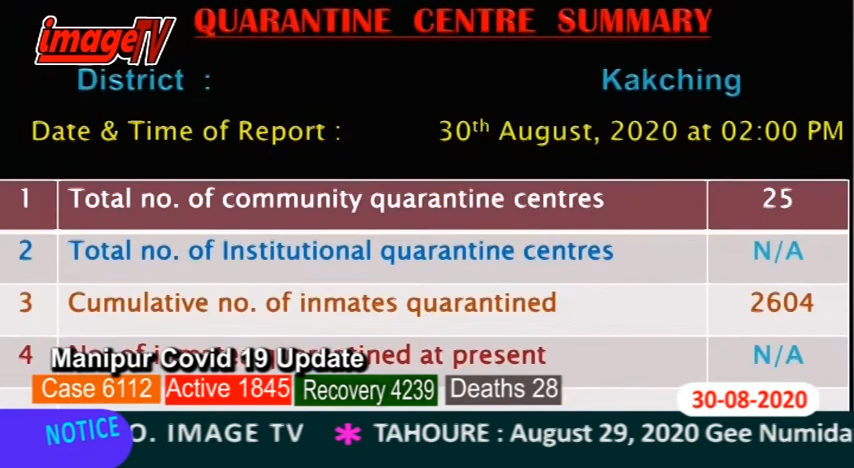 imageTV
QUARANTINE CENTRE SUMMARY
District : Kakching
Date & Time of Report : 30th August, 2020 at 02:00 PM
1 Total no. of community quarantine centres 25
2 Total no. of Institutional quarantine centres N/A
3 Cumulative no. of inmates quarantined 2604
4 at present N/A
Manipur Covid 19 Update
Case 6112 Active 1845 Recovery 4239 Deaths 28
30-08-2020
NOTICE O. IMAGE TV * TAHOURE : August 29, 2020 Gee Numida